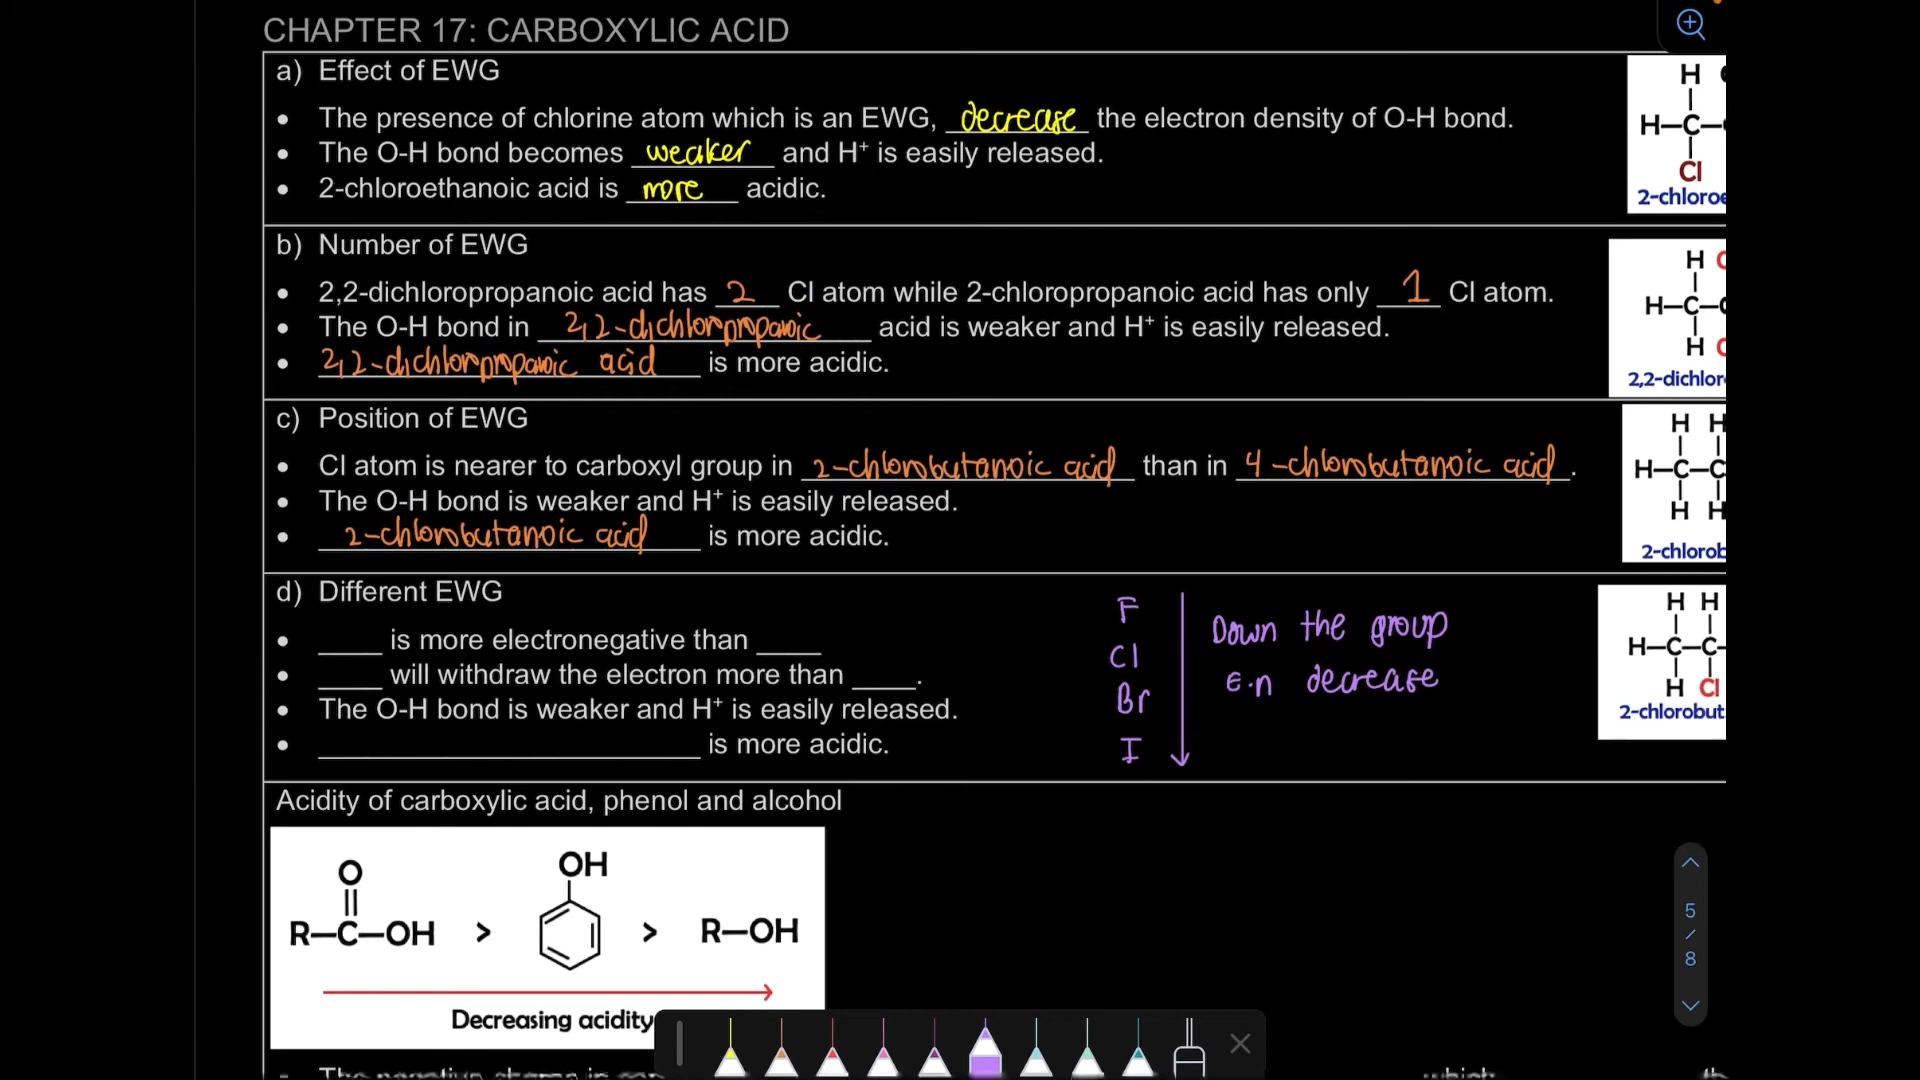 CHAPTER 17: CARBOXYLIC ACID
a) Effect of EWG
• The presence of chlorine atom which is an EWG, decrease the electron density of O-H bond.
• The O-H bond becomes weaker and H⁺ is easily released.
• 2-chloroethanoic acid is more acidic.
H
H-C-
Cl
2-chloroe
b) Number of EWG
• 2,2-dichloropropanoic acid has 2 Cl atom while 2-chloropropanoic acid has only 1 Cl atom.
• The O-H bond in 2,2-dichloropropanoic acid is weaker and H⁺ is easily released.
• 2,2-dichloropropanoic acid is more acidic.
H
H-C-
H
2,2-dichlor
c) Position of EWG
• Cl atom is nearer to carboxyl group in 2-chlorobutanoic acid than in 4-chlorobutanoic acid.
• The O-H bond is weaker and H⁺ is easily released.
• 2-chlorobutanoic acid is more acidic.
H H
H-C-C
H H
2-chlorob
d) Different EWG
• ____ is more electronegative than ____
• ____ will withdraw the electron more than ____.
• The O-H bond is weaker and H⁺ is easily released.
• ________________________ is more acidic.
F
Cl
Br
I
Down the group
E.n decrease
H H
H-C-C-
H Cl
2-chlorobut
Acidity of carboxylic acid, phenol and alcohol
O
R-C-OH > OH > R-OH
Decreasing acidity
5
/
8